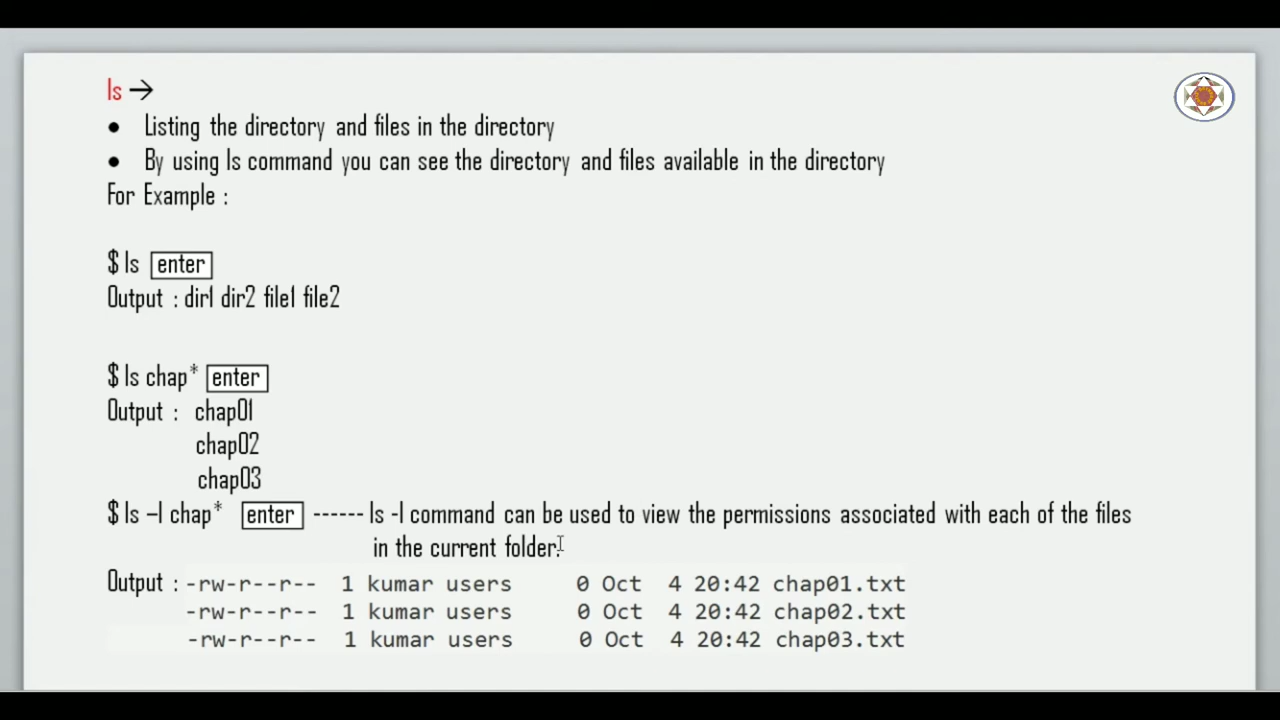 ls →
● Listing the directory and files in the directory
● By using ls command you can see the directory and files available in the directory
For Example :
$ ls enter
Output : dir1 dir2 file1 file2
$ ls chap* enter
Output : chap01
chap02
chap03
$ ls –l chap* enter ------ ls -l command can be used to view the permissions associated with each of the files
in the current folder.
Output : -rw-r--r-- 1 kumar users 0 Oct 4 20:42 chap01.txt
-rw-r--r-- 1 kumar users 0 Oct 4 20:42 chap02.txt
-rw-r--r-- 1 kumar users 0 Oct 4 20:42 chap03.txt